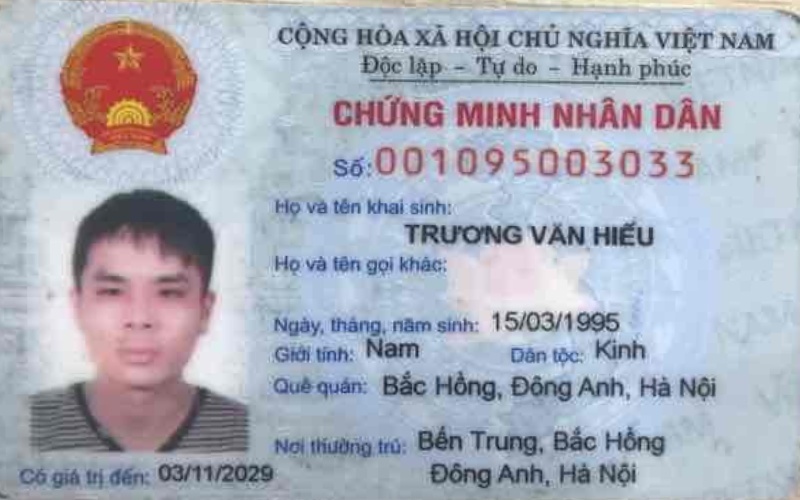 CỘNG HÒA XÃ HỘI CHỦ NGHĨA VIỆT NAM
Độc lập – Tự do – Hạnh phúc
CHỨNG MINH NHÂN DÂN
Số: 001095003033
Họ và tên khai sinh:
TRƯƠNG VĂN HIẾU
Họ và tên gọi khác:
Ngày, tháng, năm sinh: 15/03/1995
Giới tính: Nam Dân tộc: Kinh
Quê quán: Bắc Hồng, Đông Anh, Hà Nội
Nơi thường trú: Bến Trung, Bắc Hồng
Đông Anh, Hà Nội
Có giá trị đến: 03/11/2029